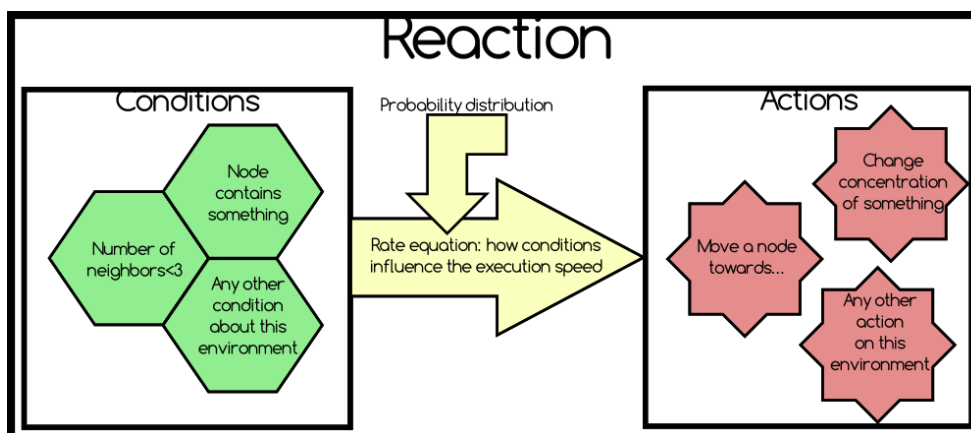 Reaction
Conditions
Node
contains
something
Number of
neighbors<3
Any other
condition
about this
environment
Probability distribution
Rate equation: how conditions
influence the execution speed
Actions
Change
concentration
of something
Move a node
towards...
Any other
action
on this
environment